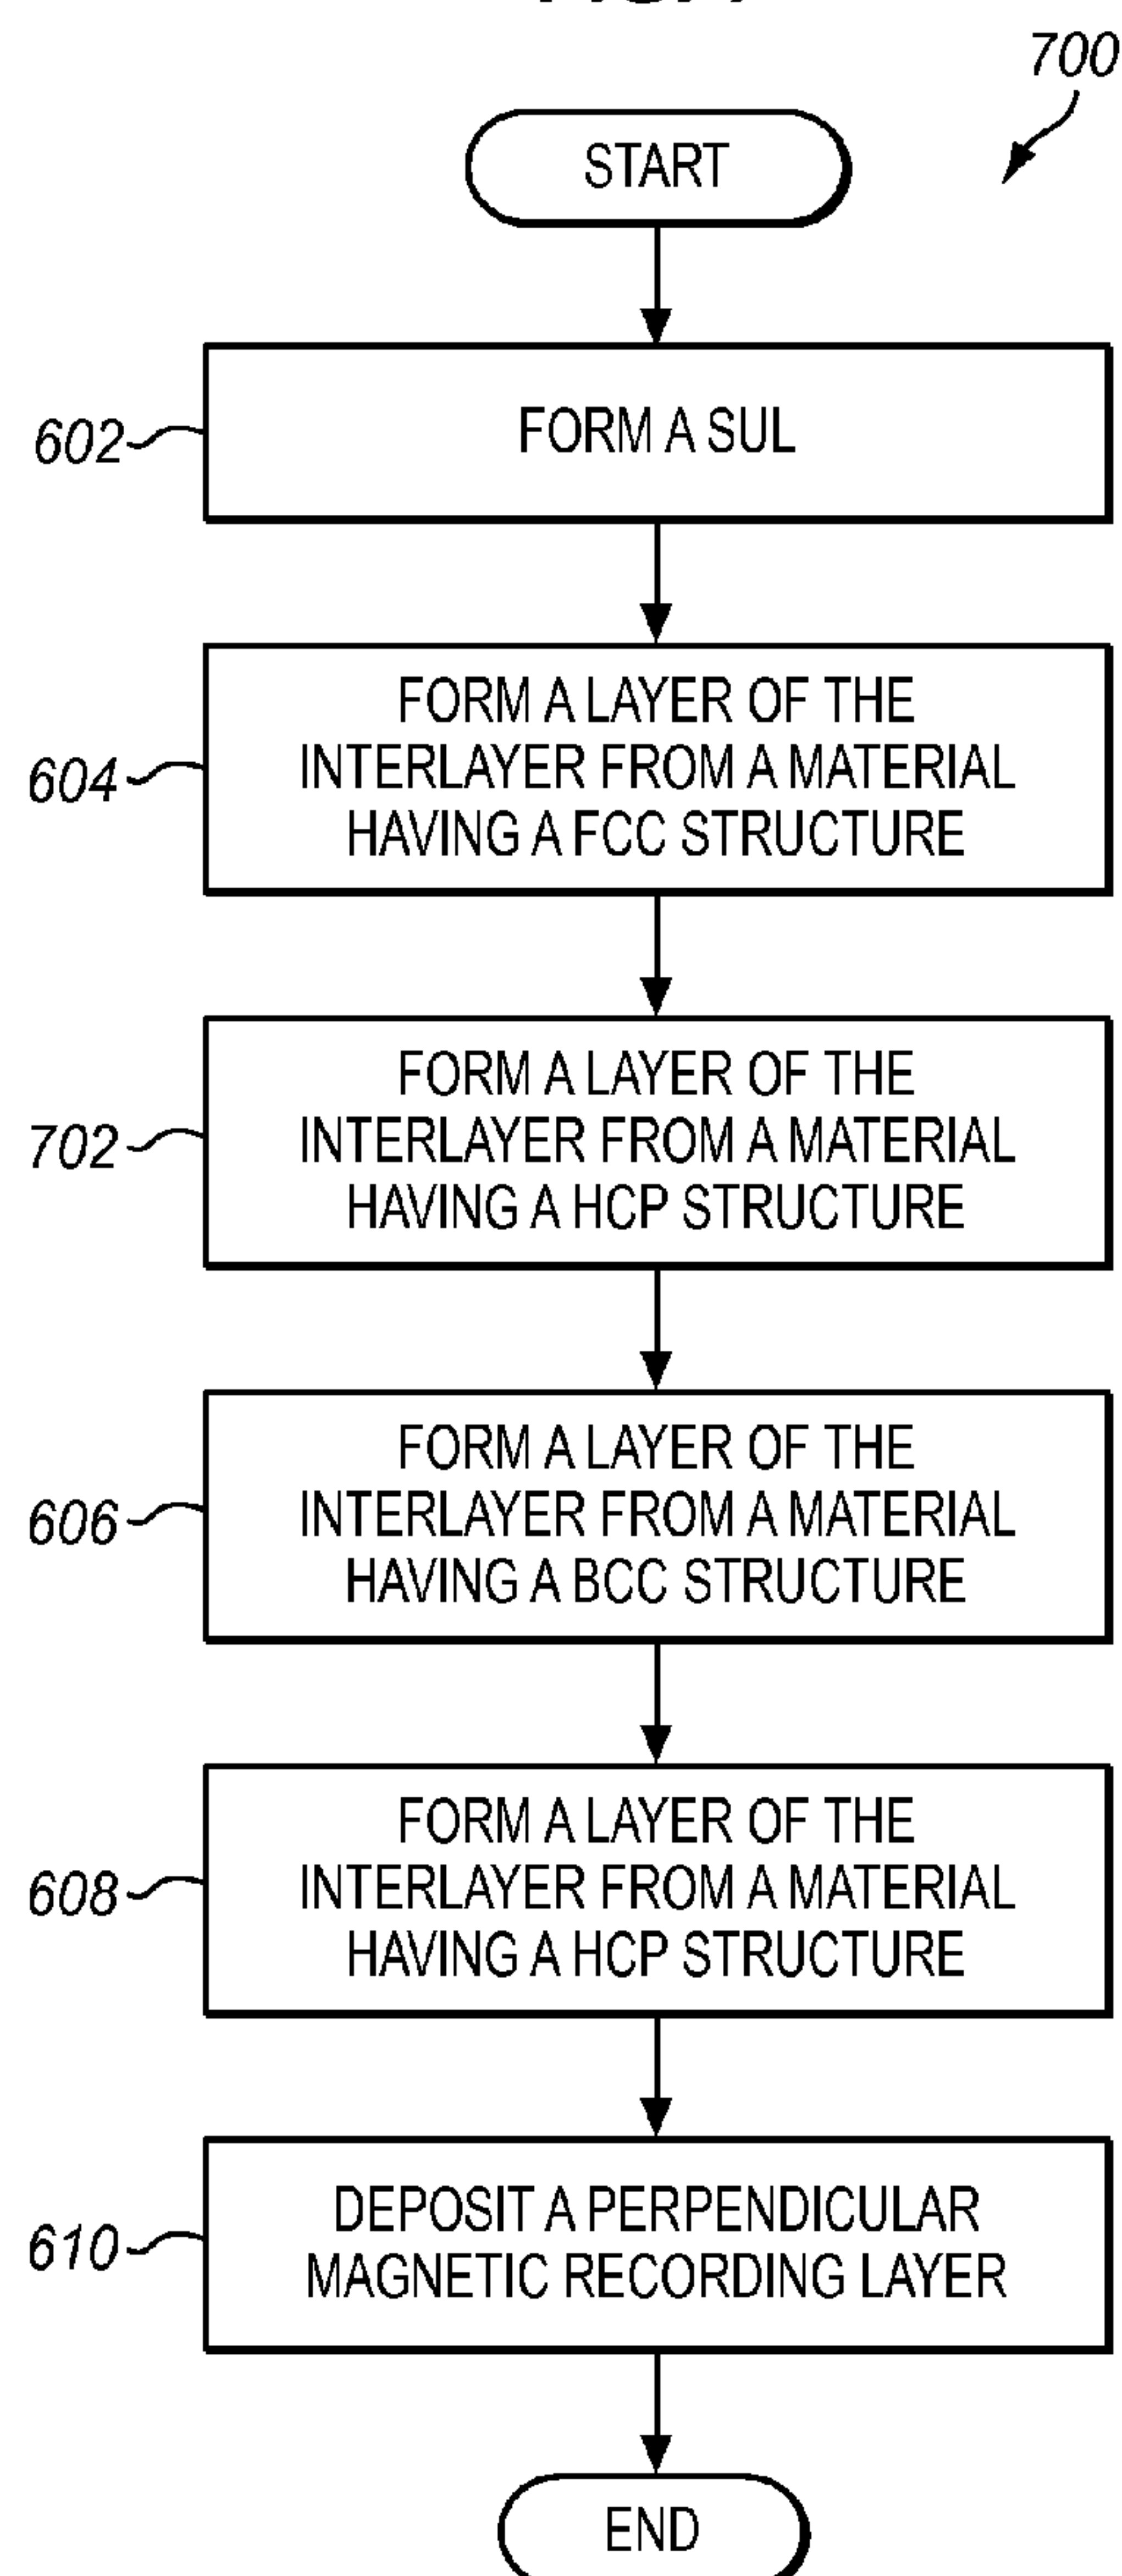 700
START
602
FORM A SUL
604
FORM A LAYER OF THE
INTERLAYER FROM A MATERIAL
HAVING A FCC STRUCTURE
702
FORM A LAYER OF THE
INTERLAYER FROM A MATERIAL
HAVING A HCP STRUCTURE
606
FORM A LAYER OF THE
INTERLAYER FROM A MATERIAL
HAVING A BCC STRUCTURE
608
FORM A LAYER OF THE
INTERLAYER FROM A MATERIAL
HAVING A HCP STRUCTURE
610
DEPOSIT A PERPENDICULAR
MAGNETIC RECORDING LAYER
END